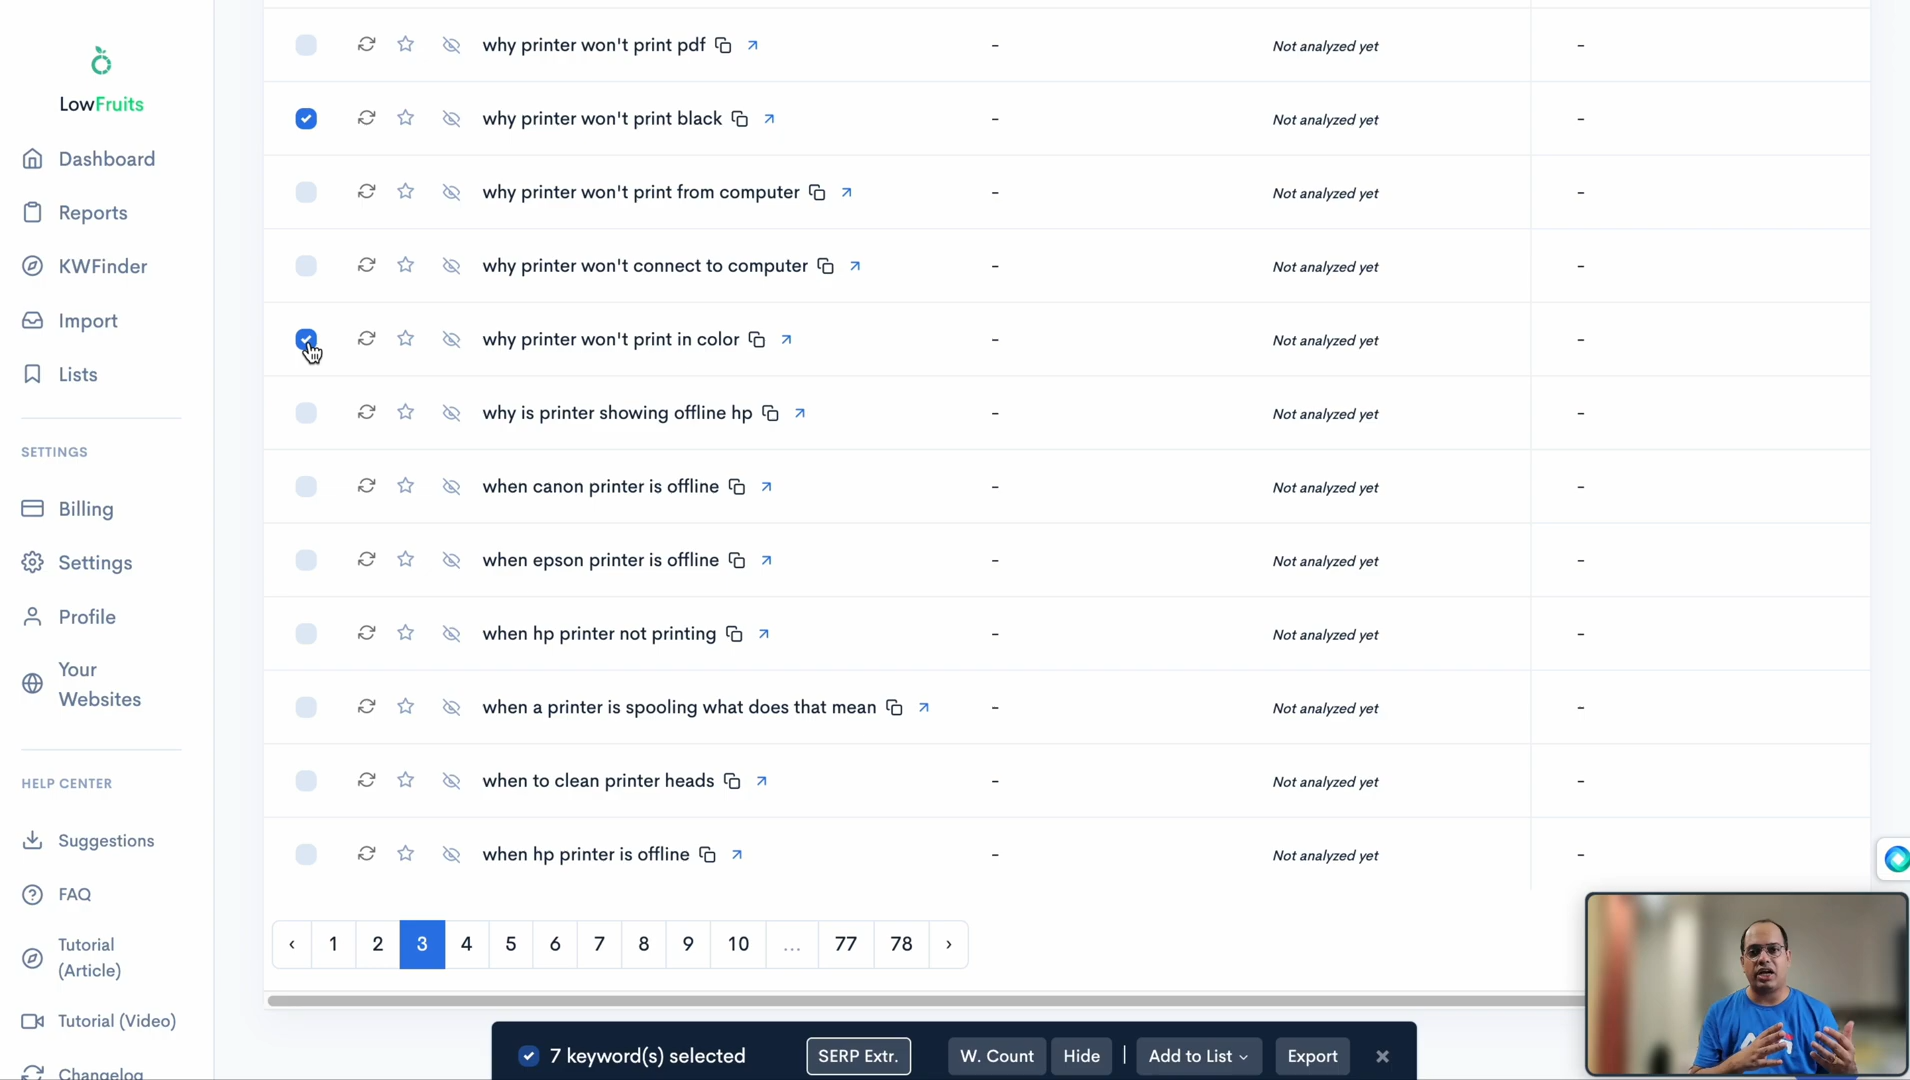 LowFruits
Dashboard
Reports
KWFinder
Import
Lists
SETTINGS
Billing
Settings
Profile
Your
Websites
HELP CENTER
Suggestions
FAQ
Tutorial
(Article)
Tutorial (Video)
Changelog
why printer won't print pdf - Not analyzed yet -
why printer won't print black - Not analyzed yet -
why printer won't print from computer - Not analyzed yet -
why printer won't connect to computer - Not analyzed yet -
why printer won't print in color - Not analyzed yet -
why is printer showing offline hp - Not analyzed yet -
when canon printer is offline - Not analyzed yet -
when epson printer is offline - Not analyzed yet -
when hp printer not printing - Not analyzed yet -
when a printer is spooling what does that mean - Not analyzed yet -
when to clean printer heads - Not analyzed yet -
when hp printer is offline - Not analyzed yet -
‹ 1 2 3 4 5 6 7 8 9 10 ... 77 78 ›
7 keyword(s) selected SERP Extr. W. Count Hide | Add to List Export ×